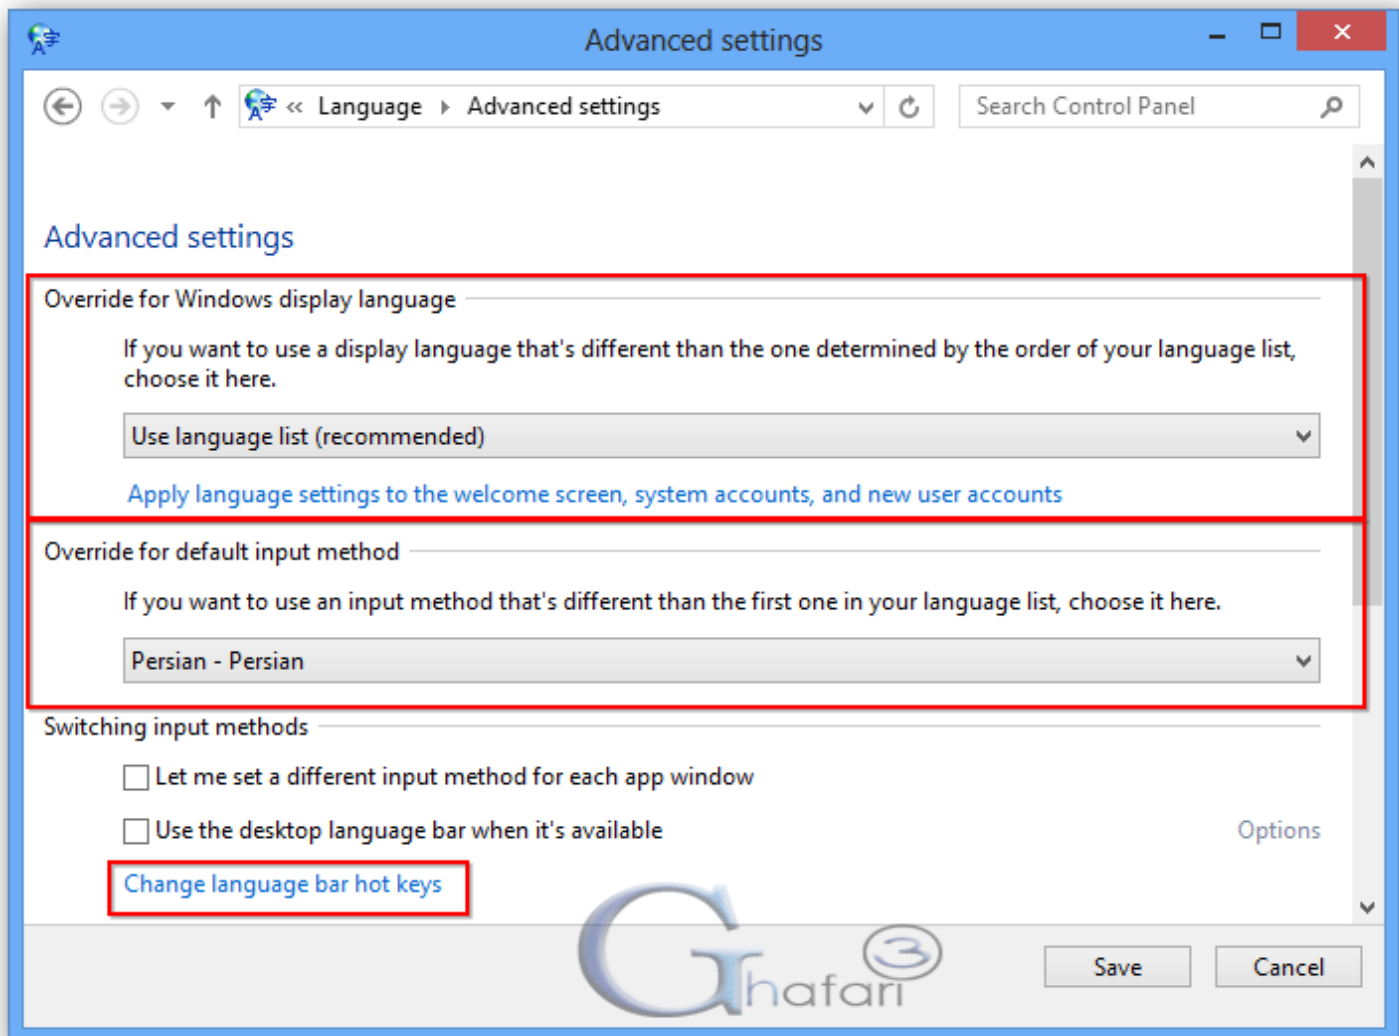 Advanced settings
« Language ▸ Advanced settings
Search Control Panel
Advanced settings
Override for Windows display language
If you want to use a display language that's different than the one determined by the order of your language list,
choose it here.
Use language list (recommended)
Apply language settings to the welcome screen, system accounts, and new user accounts
Override for default input method
If you want to use an input method that's different than the first one in your language list, choose it here.
Persian - Persian
Switching input methods
Let me set a different input method for each app window
Use the desktop language bar when it's available
Options
Change language bar hot keys
Ghafari3
Save
Cancel